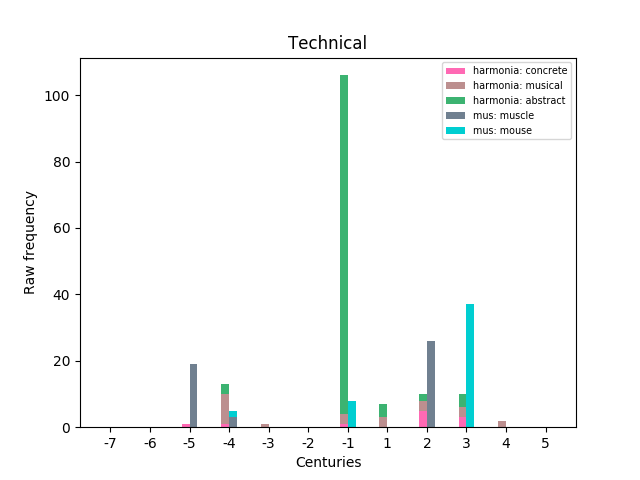 Technical
harmonia: concrete
harmonia: musical
harmonia: abstract
mus: muscle
mus: mouse
Raw frequency
100
80
60
40
20
0
-7 -6 -5 -4 -3 -2 -1 1 2 3 4 5
Centuries